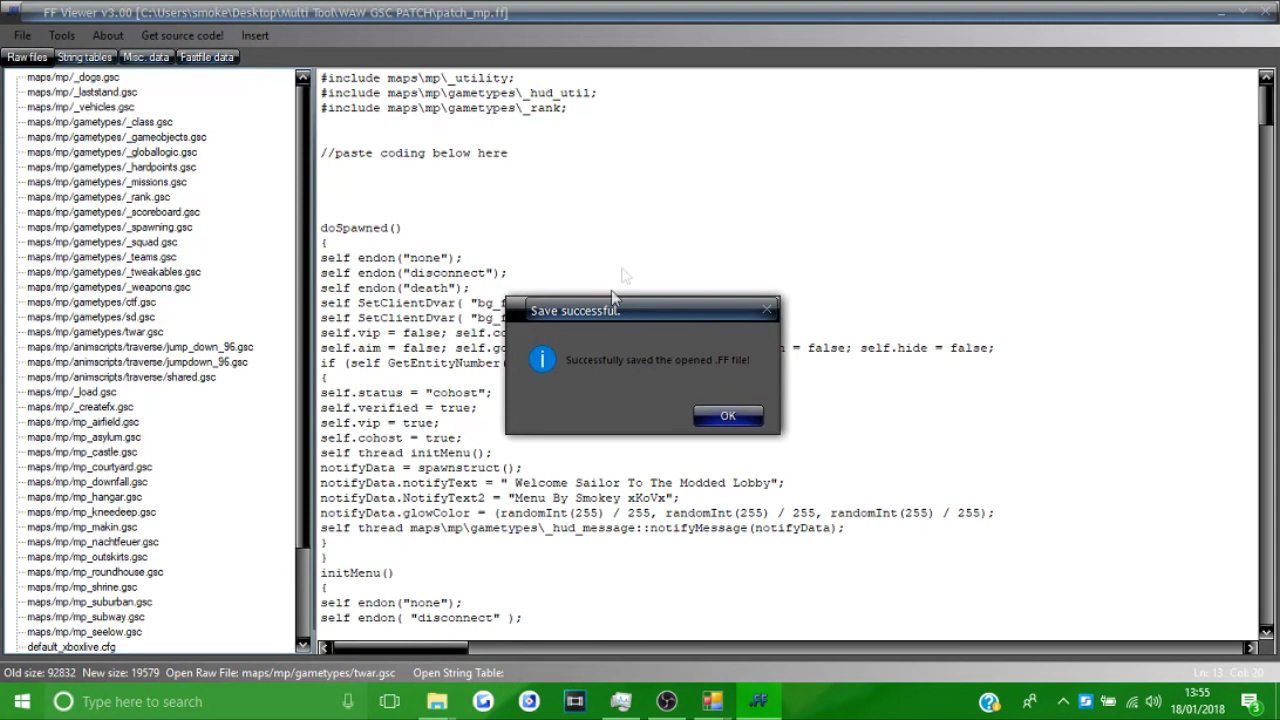 FF Viewer v3.00 [C:\Users\smoke\Desktop\Multi Tool\WAW GSC PATCH\patch_mp.ff]
File Tools About Get source code! Insert
Raw files String tables Misc. data Fastfile data
maps/mp/_dogs.gsc
maps/mp/_laststand.gsc
maps/mp/_vehicles.gsc
maps/mp/gametypes/_class.gsc
maps/mp/gametypes/_gameobjects.gsc
maps/mp/gametypes/_globallogic.gsc
maps/mp/gametypes/_hardpoints.gsc
maps/mp/gametypes/_missions.gsc
maps/mp/gametypes/_rank.gsc
maps/mp/gametypes/_scoreboard.gsc
maps/mp/gametypes/_spawning.gsc
maps/mp/gametypes/_squad.gsc
maps/mp/gametypes/_teams.gsc
maps/mp/gametypes/_tweakables.gsc
maps/mp/gametypes/_weapons.gsc
maps/mp/gametypes/ctf.gsc
maps/mp/gametypes/sd.gsc
maps/mp/gametypes/twar.gsc
maps/mp/animscripts/traverse/jump_down_96.gsc
maps/mp/animscripts/traverse/jumpdown_96.gsc
maps/mp/animscripts/traverse/shared.gsc
maps/mp/_load.gsc
maps/mp/_createfx.gsc
maps/mp/mp_airfield.gsc
maps/mp/mp_asylum.gsc
maps/mp/mp_castle.gsc
maps/mp/mp_courtyard.gsc
maps/mp/mp_downfall.gsc
maps/mp/mp_hangar.gsc
maps/mp/mp_kneedeep.gsc
maps/mp/mp_makin.gsc
maps/mp/mp_nachtfeuer.gsc
maps/mp/mp_outskirts.gsc
maps/mp/mp_roundhouse.gsc
maps/mp/mp_shrine.gsc
maps/mp/mp_suburban.gsc
maps/mp/mp_subway.gsc
maps/mp/mp_seelow.gsc
default_xboxlive.cfg
#include maps\mp\_utility;
#include maps\mp\gametypes\_hud_util;
#include maps\mp\gametypes\_rank;
//paste coding below here
doSpawned()
{
self endon("none");
self endon("disconnect");
self endon("death");
self SetClientDvar( "bg_f
self SetClientDvar( "bg_f
self.vip = false; self.co
self.aim = false; self.go = false; self.hide = false;
if (self GetEntityNumber(
{
self.status = "cohost";
self.verified = true;
self.vip = true;
self.cohost = true;
self thread initMenu();
notifyData = spawnstruct();
notifyData.notifyText = " Welcome Sailor To The Modded Lobby";
notifyData.NotifyText2 = "Menu By Smokey xKoVx";
notifyData.glowColor = (randomInt(255) / 255, randomInt(255) / 255, randomInt(255) / 255);
self thread maps\mp\gametypes\_hud_message::notifyMessage(notifyData);
}
}
initMenu()
{
self endon("none");
self endon( "disconnect" );
Save successful.
Successfully saved the opened .FF file!
OK
Old size: 92832 New size: 19579 Open Raw File: maps/mp/gametypes/twar.gsc Open String Table: Ln: 13 Col: 20
Type here to search
.FF
13:55
18/01/2018
3